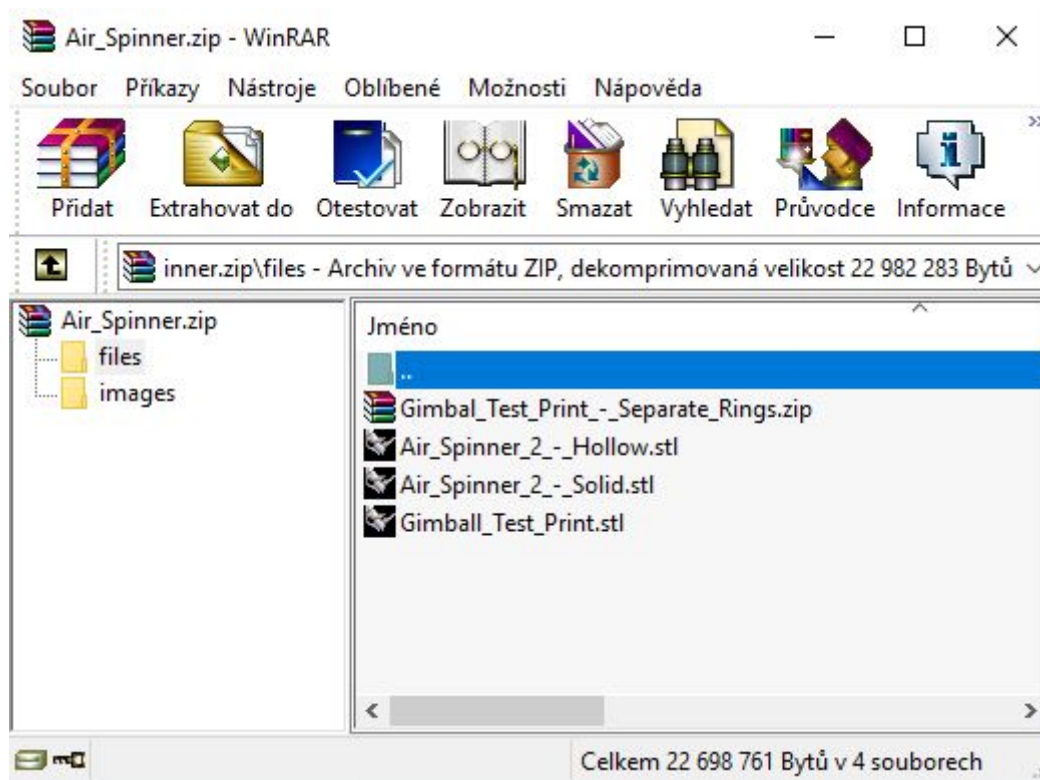 Air_Spinner.zip - WinRAR
Soubor Příkazy Nástroje Oblíbené Možnosti Nápověda
Přidat Extrahovat do Otestovat Zobrazit Smazat Vyhledat Průvodce Informace
inner.zip\files - Archiv ve formátu ZIP, dekomprimovaná velikost 22 982 283 Bytů
Air_Spinner.zip
files
images
Jméno
..
Gimbal_Test_Print_-_Separate_Rings.zip
Air_Spinner_2_-_Hollow.stl
Air_Spinner_2_-_Solid.stl
Gimball_Test_Print.stl
Celkem 22 698 761 Bytů v 4 souborech